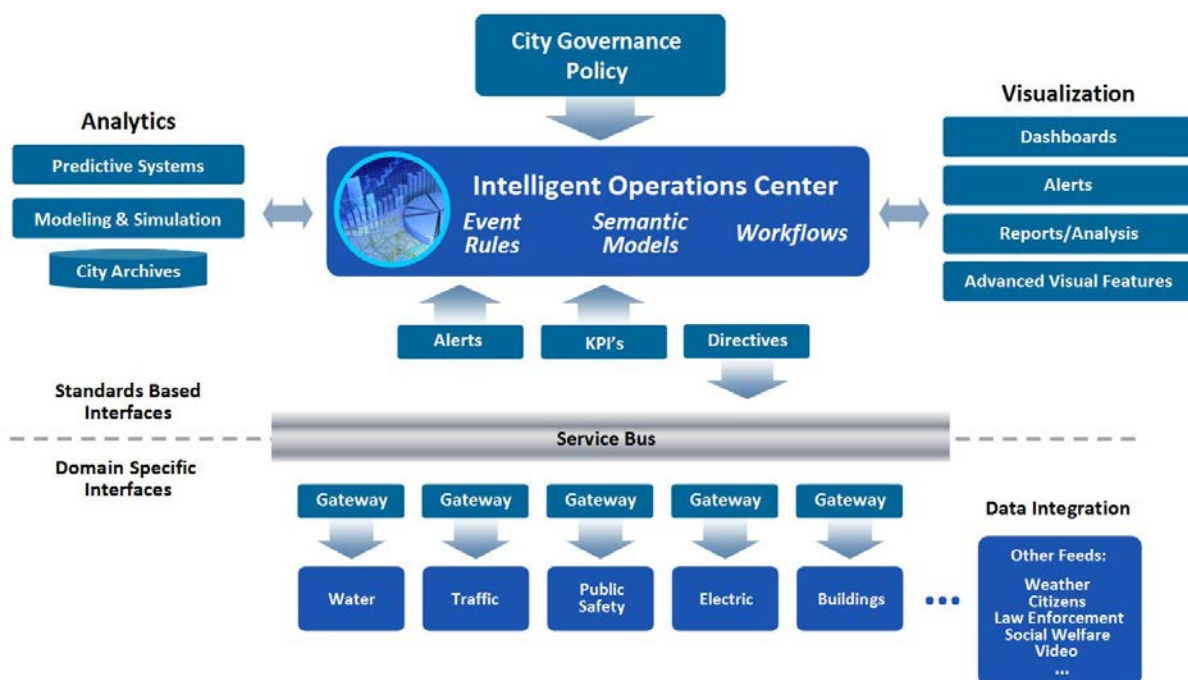 City Governance
Policy
Analytics
Predictive Systems
Modeling & Simulation
City Archives
Intelligent Operations Center
Event
Rules
Semantic
Models
Workflows
Visualization
Dashboards
Alerts
Reports/Analysis
Advanced Visual Features
Alerts
KPI's
Directives
Standards Based
Interfaces
Service Bus
Domain Specific
Interfaces
Gateway
Gateway
Gateway
Gateway
Gateway
Water
Traffic
Public
Safety
Electric
Buildings
...
Data Integration
Other Feeds:
Weather
Citizens
Law Enforcement
Social Welfare
Video
...